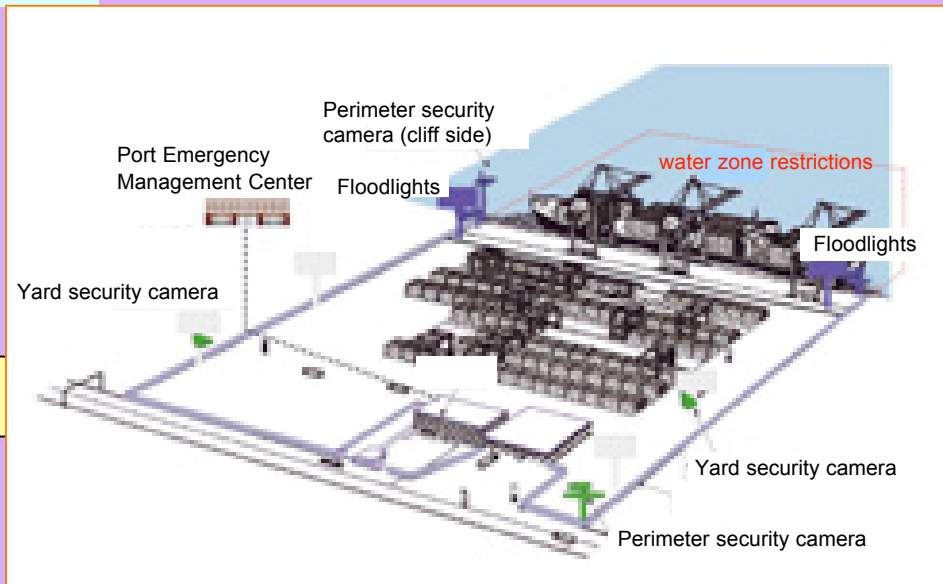 Perimeter security
camera (cliff side)
Port Emergency
Management Center
Floodlights
water zone restrictions
Floodlights
Yard security camera
Yard security camera
Perimeter security camera